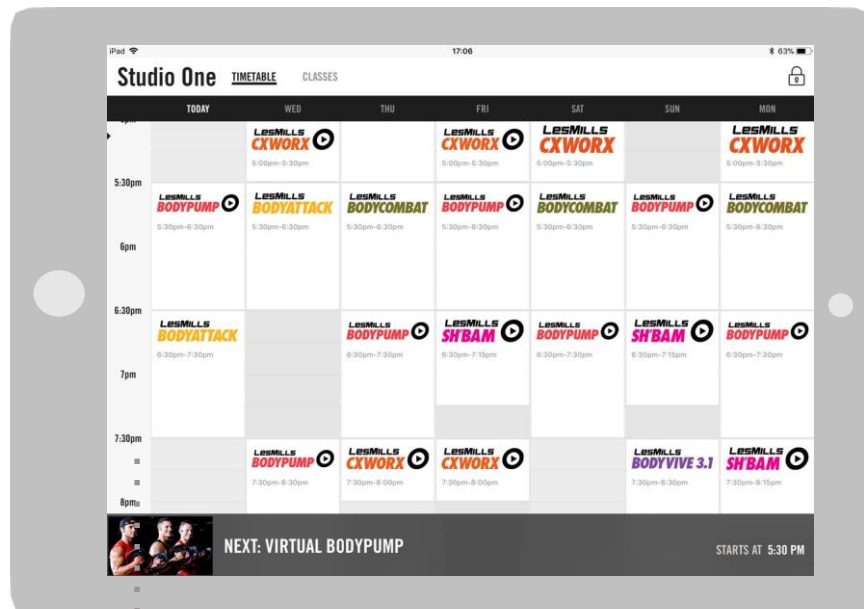 iPad 17:06 63%
Studio One TIMETABLE CLASSES
TODAY WED THU FRI SAT SUN MON
LESMILLS LESMILLS LESMILLS LESMILLS
CXWORX CXWORX CXWORX CXWORX
5:00pm-5:30pm 5:00pm-5:30pm 5:00pm-5:30pm 5:00pm-5:30pm
5:30pm
LESMILLS LESMILLS LESMILLS LESMILLS LESMILLS LESMILLS LESMILLS
BODYPUMP BODYATTACK BODYCOMBAT BODYPUMP BODYCOMBAT BODYPUMP BODYCOMBAT
5:30pm-6:30pm 5:30pm-6:30pm 5:30pm-6:30pm 5:30pm-6:30pm 5:30pm-6:30pm 5:30pm-6:30pm 5:30pm-6:30pm
6pm
6:30pm
LESMILLS LESMILLS LESMILLS LESMILLS LESMILLS LESMILLS
BODYATTACK BODYPUMP SH'BAM BODYPUMP SH'BAM BODYPUMP
6:30pm-7:30pm 6:30pm-7:30pm 6:30pm-7:15pm 6:30pm-7:30pm 6:30pm-7:15pm 6:30pm-7:30pm
7pm
7:30pm
LESMILLS LESMILLS LESMILLS LESMILLS LESMILLS
BODYPUMP CXWORX CXWORX BODYVIVE 3.1 SH'BAM
7:30pm-8:30pm 7:30pm-8:00pm 7:30pm-8:00pm 7:30pm-8:30pm 7:30pm-8:15pm
8pm
NEXT: VIRTUAL BODYPUMP STARTS AT 5:30 PM